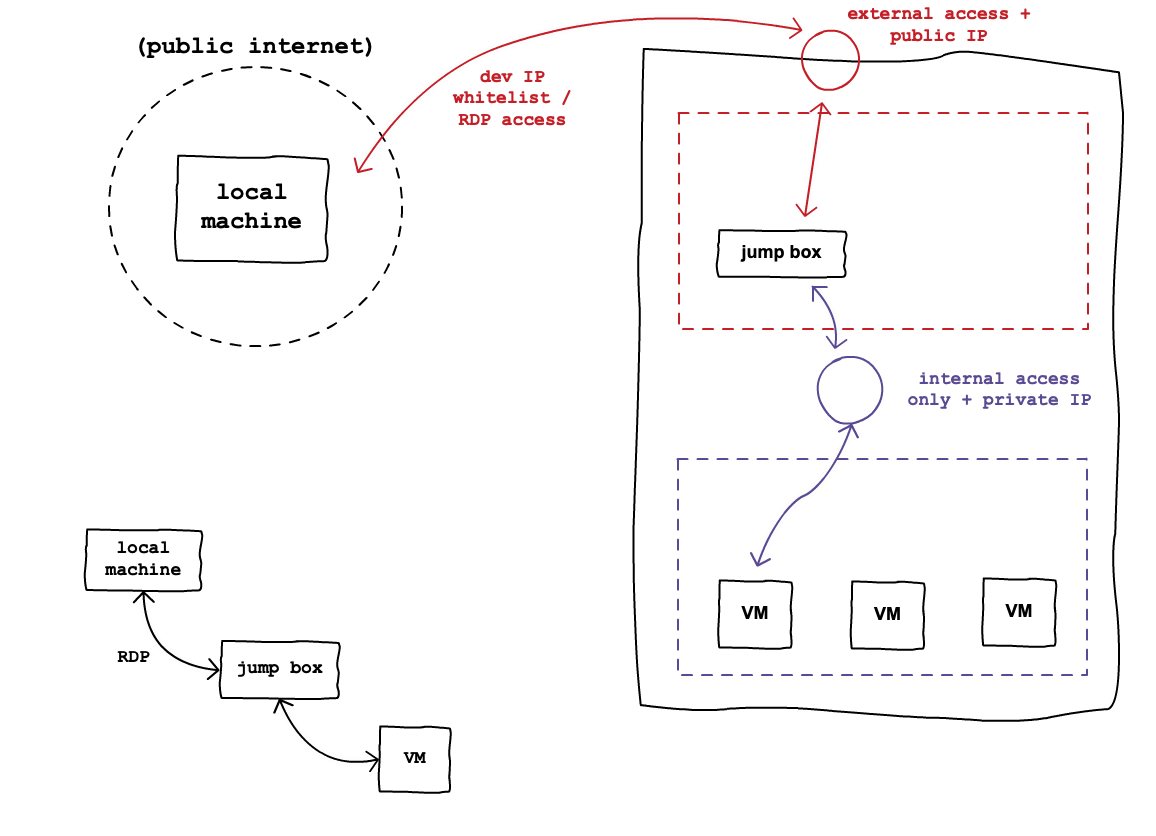 (public internet)
local
machine
dev IP
whitelist /
RDP access
external access +
public IP
jump box
internal access
only + private IP
VM
VM
VM
local
machine
RDP
jump box
VM